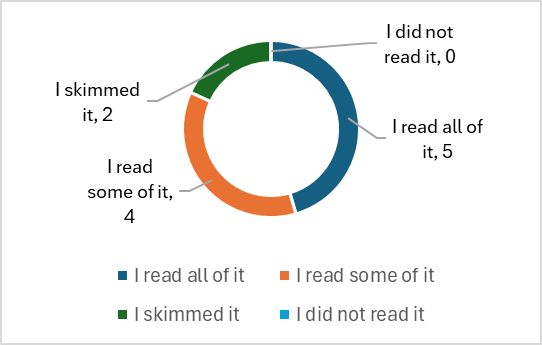 I did not
read it, 0
I skimmed
it, 2
I read all of
it, 5
I read
some of it,
4
I read all of it
I read some of it
I skimmed it
I did not read it